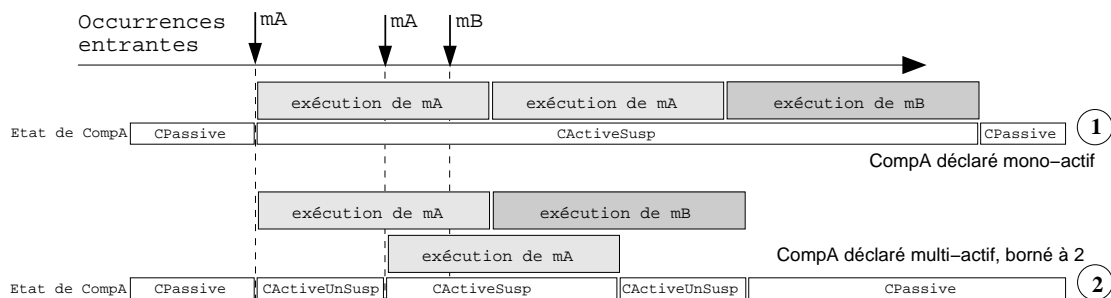 Occurrences
entrantes
mA
mA
mB
exécution de mA
exécution de mA
exécution de mB
Etat de CompA
CPassive
CActiveSusp
CPassive
1
CompA déclaré mono−actif
exécution de mA
exécution de mB
exécution de mA
CompA déclaré multi−actif, borné à 2
Etat de CompA
CPassive
CActiveUnSusp
CActiveSusp
CActiveUnSusp
CPassive
2